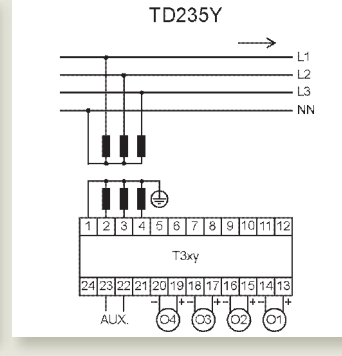 TD235Y
L1
L2
L3
NN
1 2 3 4 5 6 7 8 9 10 11 12
T3xy
24 23 22 21 20 19 18 17 16 15 14 13
- + - + - + - +
AUX. O4 O3 O2 O1